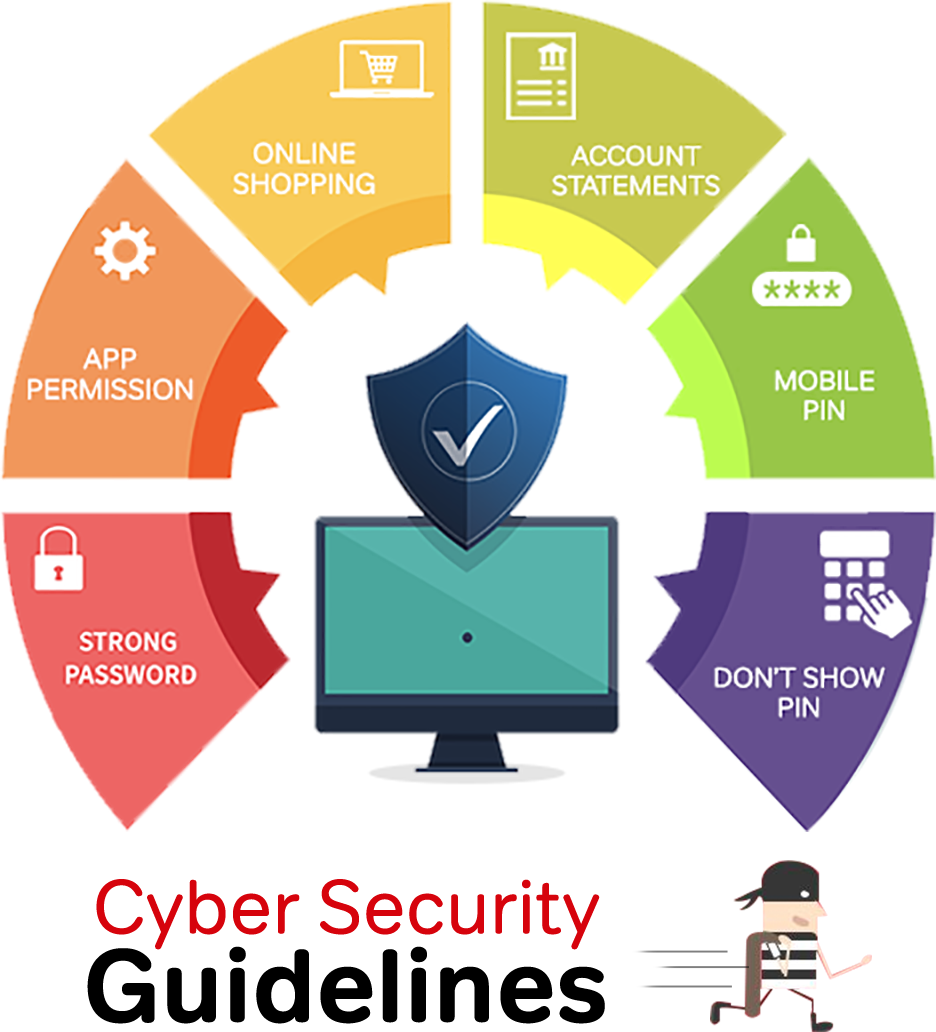 ONLINE
SHOPPING
ACCOUNT
STATEMENTS
APP
PERMISSION
****
MOBILE
PIN
STRONG
PASSWORD
DON'T SHOW
PIN
Cyber Security
Guidelines